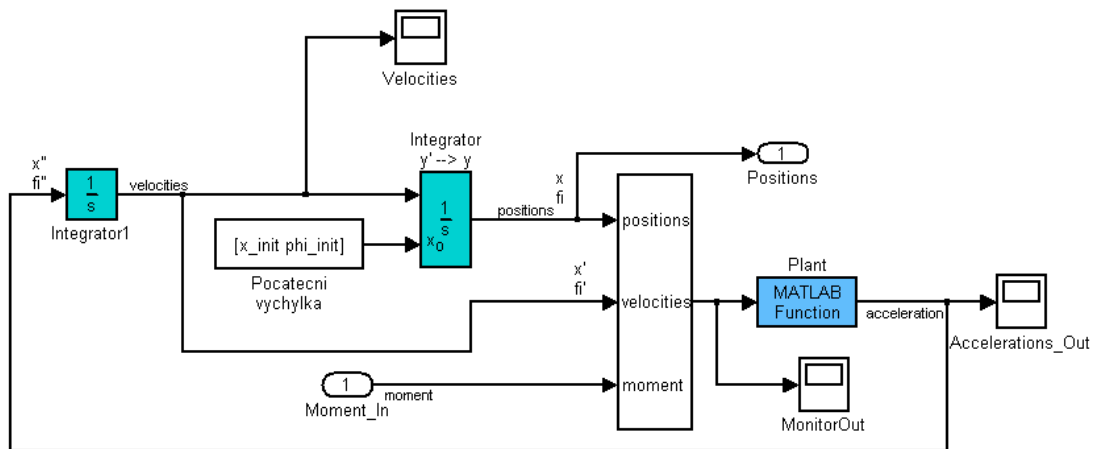 Velocities
Integrator
y' --> y
x''
fi''
1
s
velocities
Integrator1
1
s
xo
positions
x
fi
1
Positions
[x_init phi_init]
Pocatecni
vychylka
positions
x'
fi'
velocities
Plant
MATLAB
Function
acceleration
Accelerations_Out
1
moment
Moment_In
moment
MonitorOut